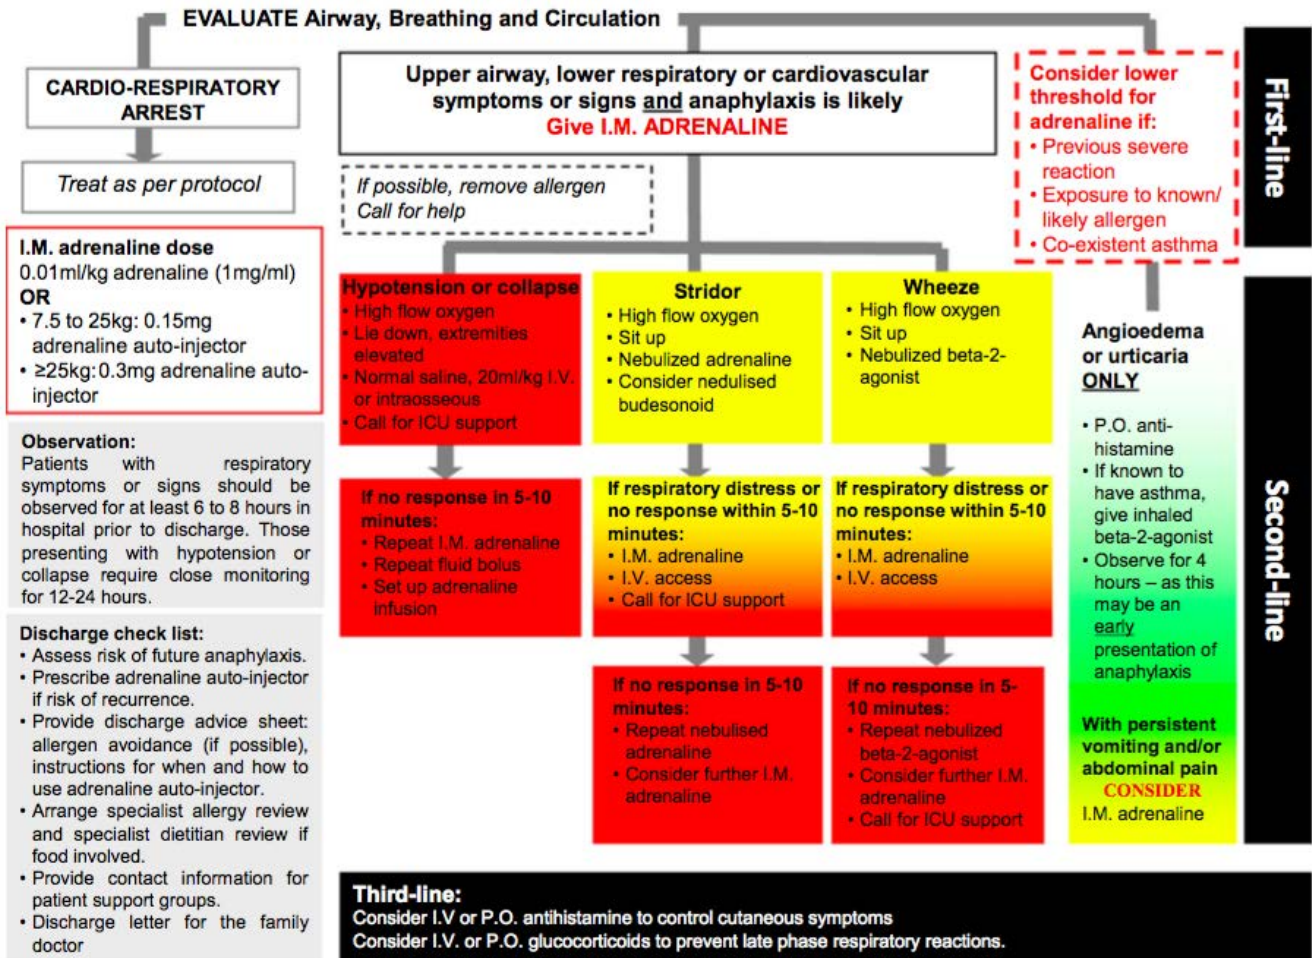 EVALUATE Airway, Breathing and Circulation
CARDIO-RESPIRATORY
ARREST
Treat as per protocol
Upper airway, lower respiratory or cardiovascular
symptoms or signs and anaphylaxis is likely
Give I.M. ADRENALINE
If possible, remove allergen
Call for help
Consider lower
threshold for
adrenaline if:
• Previous severe
reaction
• Exposure to known/
likely allergen
• Co-existent asthma
First-line
I.M. adrenaline dose
0.01ml/kg adrenaline (1mg/ml)
OR
• 7.5 to 25kg: 0.15mg
adrenaline auto-injector
• ≥25kg: 0.3mg adrenaline auto-
injector
Observation:
Patients with respiratory
symptoms or signs should be
observed for at least 6 to 8 hours in
hospital prior to discharge. Those
presenting with hypotension or
collapse require close monitoring
for 12-24 hours.
Discharge check list:
• Assess risk of future anaphylaxis.
• Prescribe adrenaline auto-injector
if risk of recurrence.
• Provide discharge advice sheet:
allergen avoidance (if possible),
instructions for when and how to
use adrenaline auto-injector.
• Arrange specialist allergy review
and specialist dietitian review if
food involved.
• Provide contact information for
patient support groups.
• Discharge letter for the family
doctor
Hypotension or collapse
• High flow oxygen
• Lie down, extremities
elevated
• Normal saline, 20ml/kg I.V.
or intraosseous
• Call for ICU support
If no response in 5-10
minutes:
• Repeat I.M. adrenaline
• Repeat fluid bolus
• Set up adrenaline
infusion
Stridor
• High flow oxygen
• Sit up
• Nebulized adrenaline
• Consider nedulised
budesonoid
If respiratory distress or
no response within 5-10
minutes:
• I.M. adrenaline
• I.V. access
• Call for ICU support
If no response in 5-10
minutes:
• Repeat nebulised
adrenaline
• Consider further I.M.
adrenaline
Wheeze
• High flow oxygen
• Sit up
• Nebulized beta-2-
agonist
If respiratory distress or
no response within 5-10
minutes:
• I.M. adrenaline
• I.V. access
If no response in 5-
10 minutes:
• Repeat nebulized
beta-2-agonist
• Consider further I.M.
adrenaline
• Call for ICU support
Angioedema
or urticaria
ONLY
• P.O. anti-
histamine
• If known to
have asthma,
give inhaled
beta-2-agonist
• Observe for 4
hours – as this
may be an
early
presentation of
anaphylaxis
With persistent
vomiting and/or
abdominal pain
CONSIDER
I.M. adrenaline
Second-line
Third-line:
Consider I.V or P.O. antihistamine to control cutaneous symptoms
Consider I.V. or P.O. glucocorticoids to prevent late phase respiratory reactions.